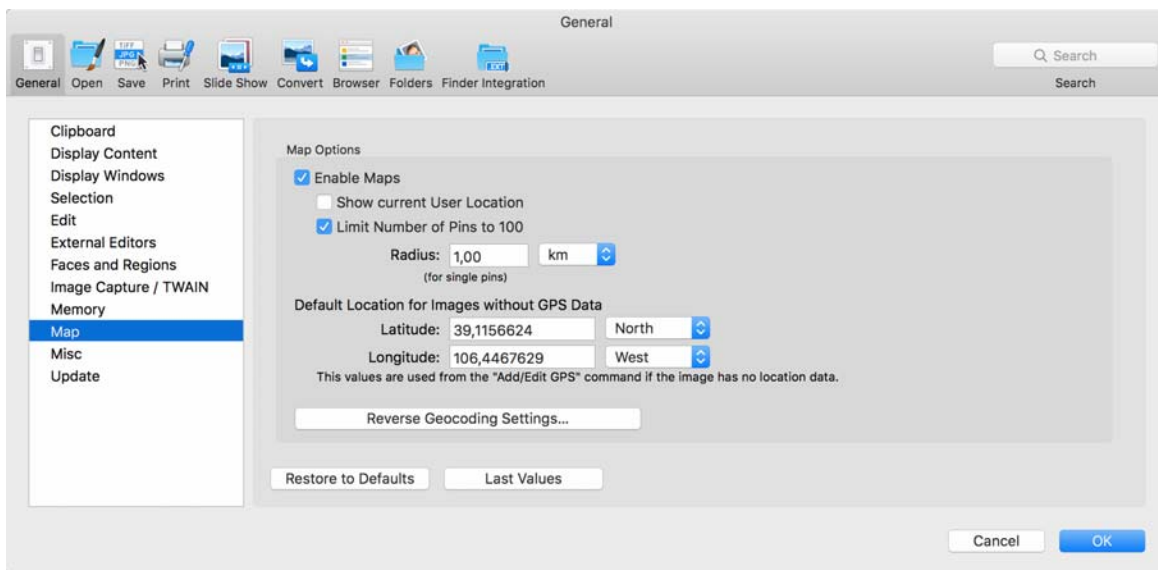 General
TIFF
JPG
PNG
EXT
General Open Save Print Slide Show Convert Browser Folders Finder Integration
Search
Search
Clipboard
Display Content
Display Windows
Selection
Edit
External Editors
Faces and Regions
Image Capture / TWAIN
Memory
Map
Misc
Update
Map Options
Enable Maps
Show current User Location
Limit Number of Pins to 100
Radius: 1,00 km
(for single pins)
Default Location for Images without GPS Data
Latitude: 39,1156624 North
Longitude: 106,4467629 West
This values are used from the "Add/Edit GPS" command if the image has no location data.
Reverse Geocoding Settings...
Restore to Defaults Last Values
Cancel OK